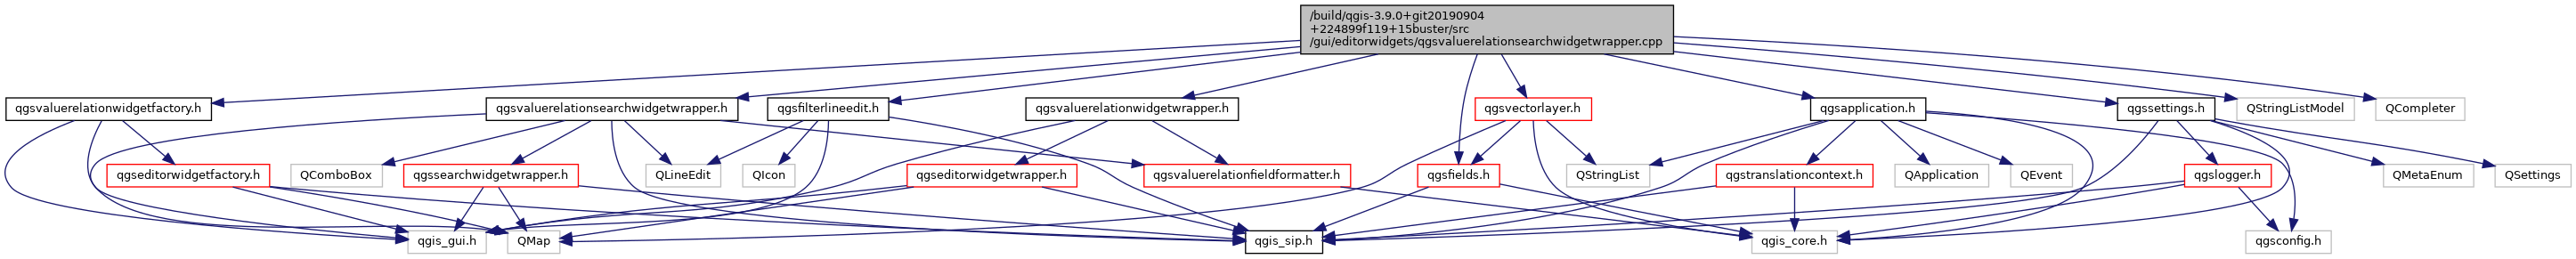 /build/qgis-3.9.0+git20190904
+224899f119+15buster/src
/gui/editorwidgets/qgsvaluerelationsearchwidgetwrapper.cpp
qgsvaluerelationwidgetfactory.h
qgsvaluerelationsearchwidgetwrapper.h
qgsfilterlineedit.h
qgsvaluerelationwidgetwrapper.h
qgsvectorlayer.h
qgsapplication.h
qgssettings.h
QStringListModel
QCompleter
qgseditorwidgetfactory.h
QComboBox
qgssearchwidgetwrapper.h
QLineEdit
QIcon
qgseditorwidgetwrapper.h
qgsvaluerelationfieldformatter.h
qgsfields.h
QStringList
qgstranslationcontext.h
QApplication
QEvent
qgslogger.h
QMetaEnum
QSettings
qgis_gui.h
QMap
qgis_sip.h
qgis_core.h
qgsconfig.h